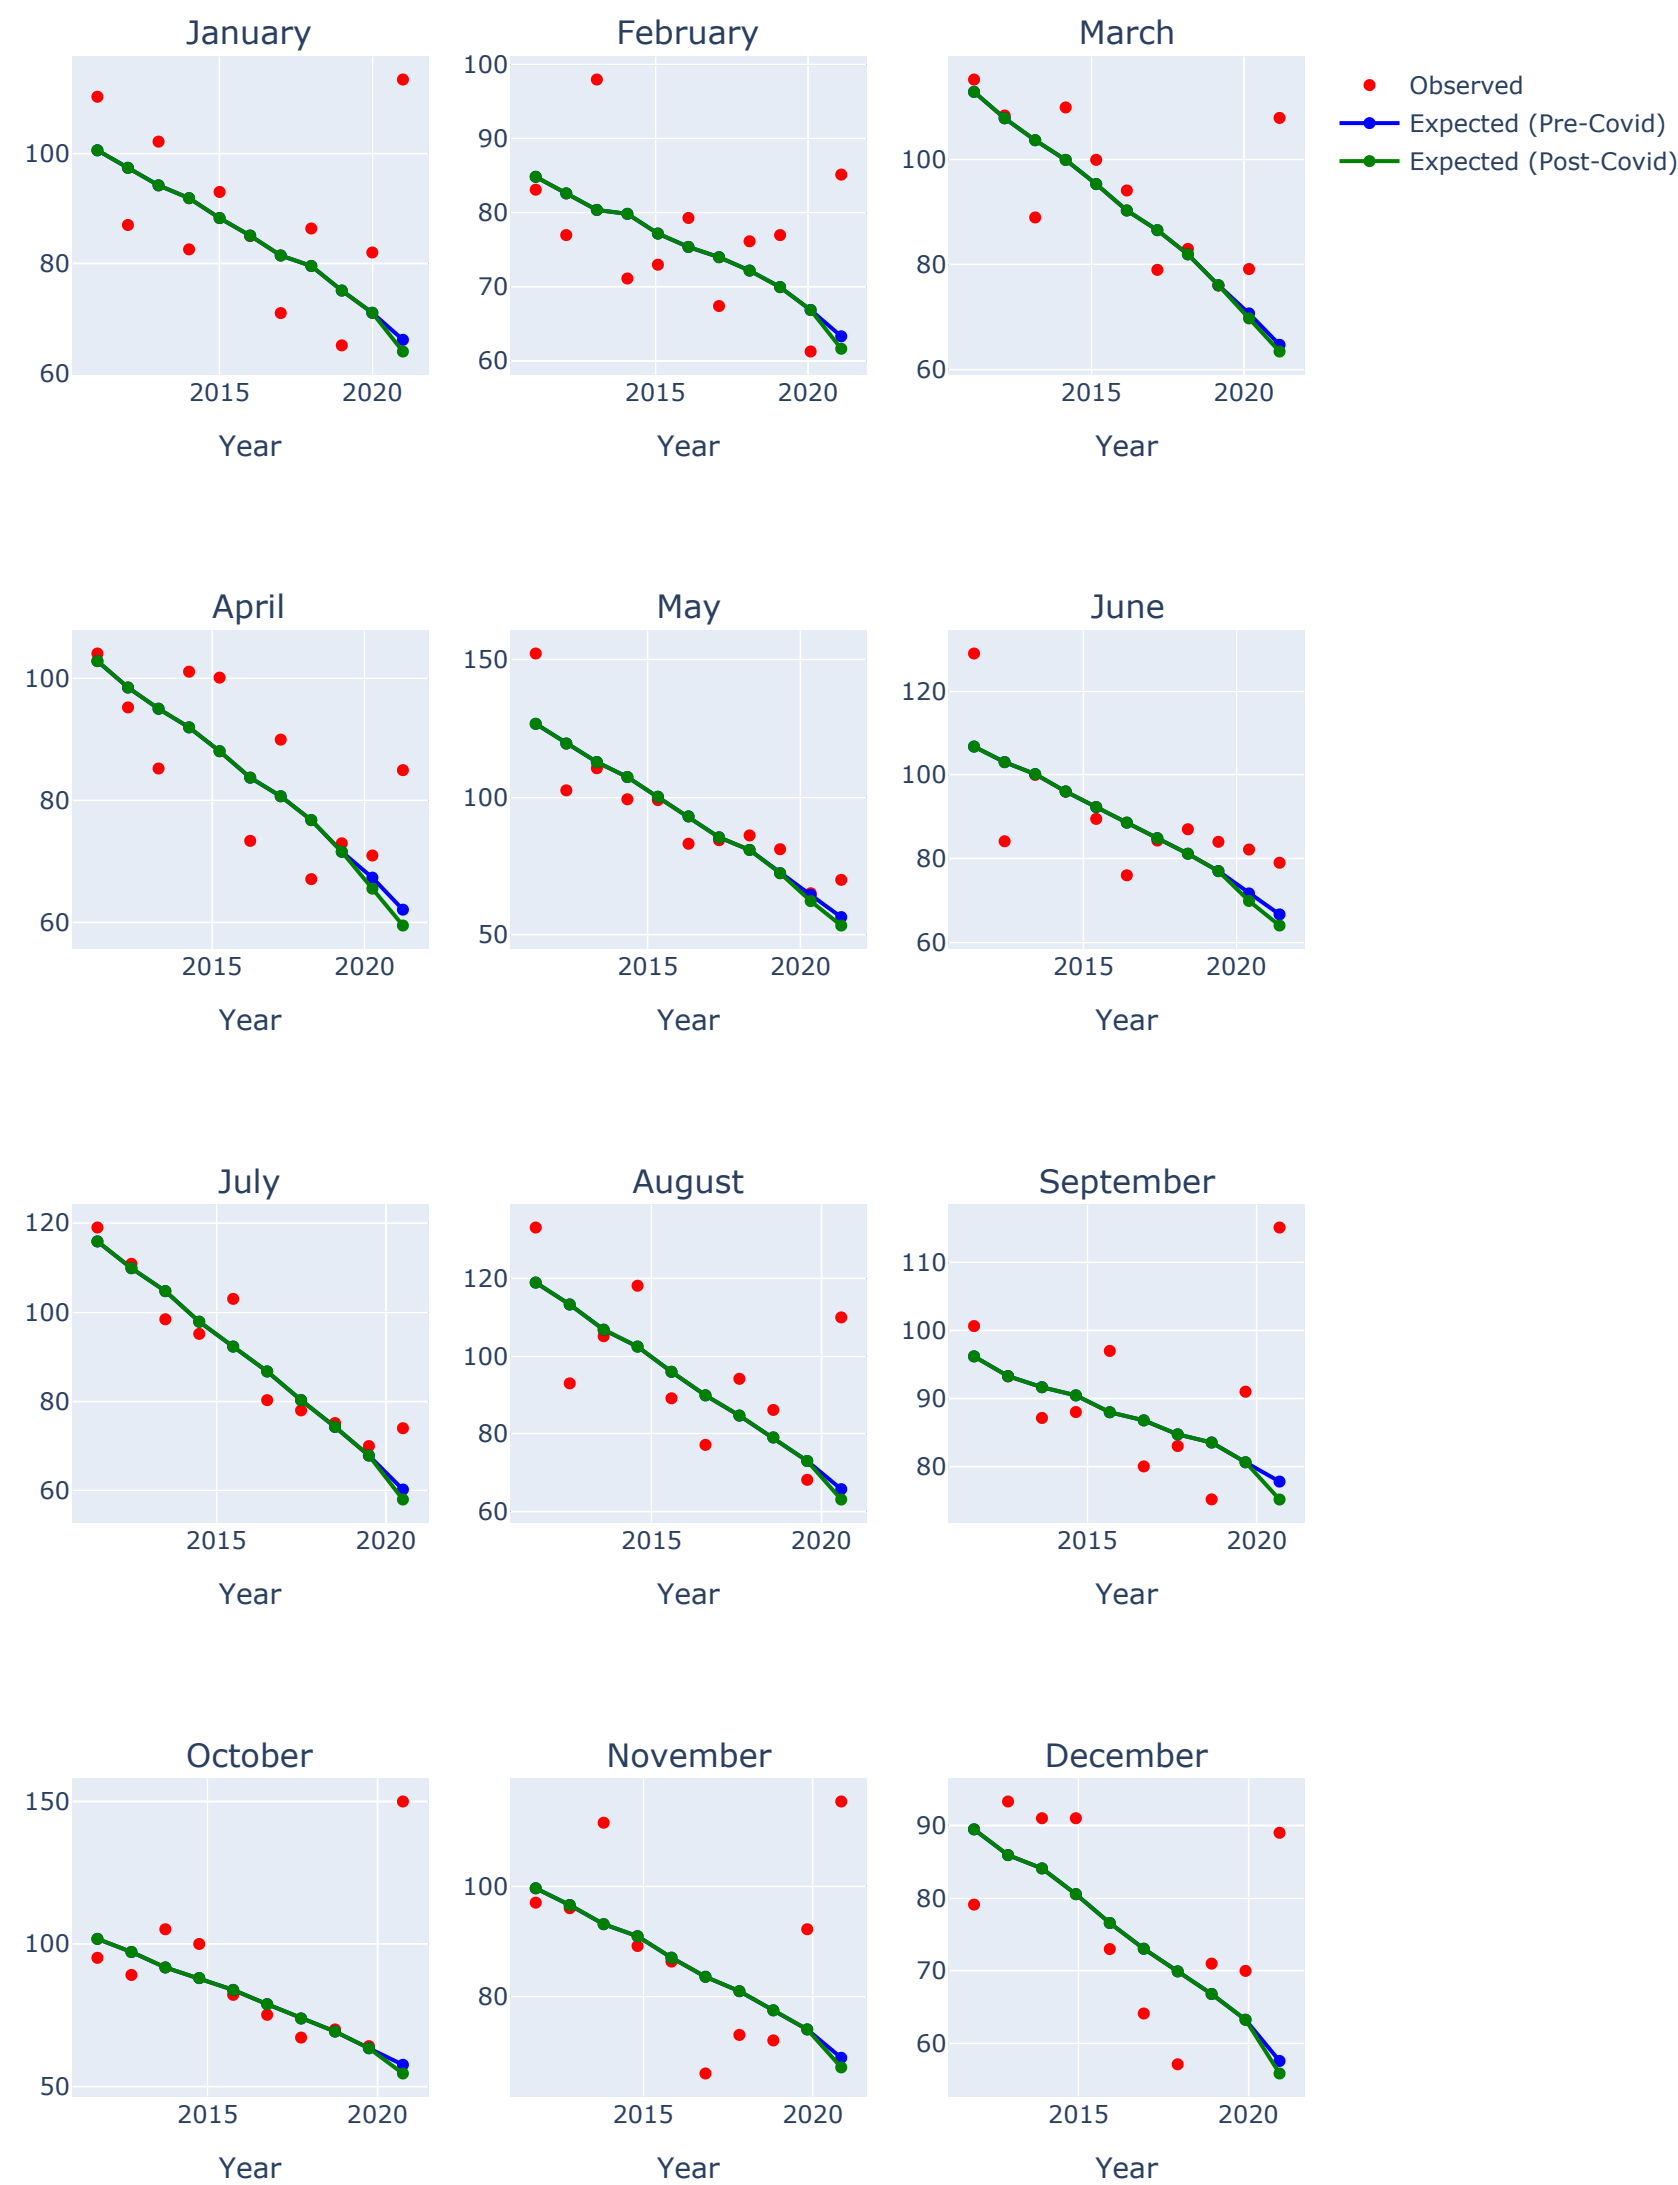 January
February
March
100
80
60
2015
2020
Year
100
90
80
70
60
2015
2020
Year
100
80
60
2015
2020
Year
Observed
Expected (Pre-Covid)
Expected (Post-Covid)
April
May
June
100
80
60
2015
2020
Year
150
100
50
2015
2020
Year
120
100
80
60
2015
2020
Year
July
August
September
120
100
80
60
2015
2020
Year
120
100
80
60
2015
2020
Year
110
100
90
80
2015
2020
Year
October
November
December
150
100
50
2015
2020
Year
100
80
2015
2020
Year
90
80
70
60
2015
2020
Year